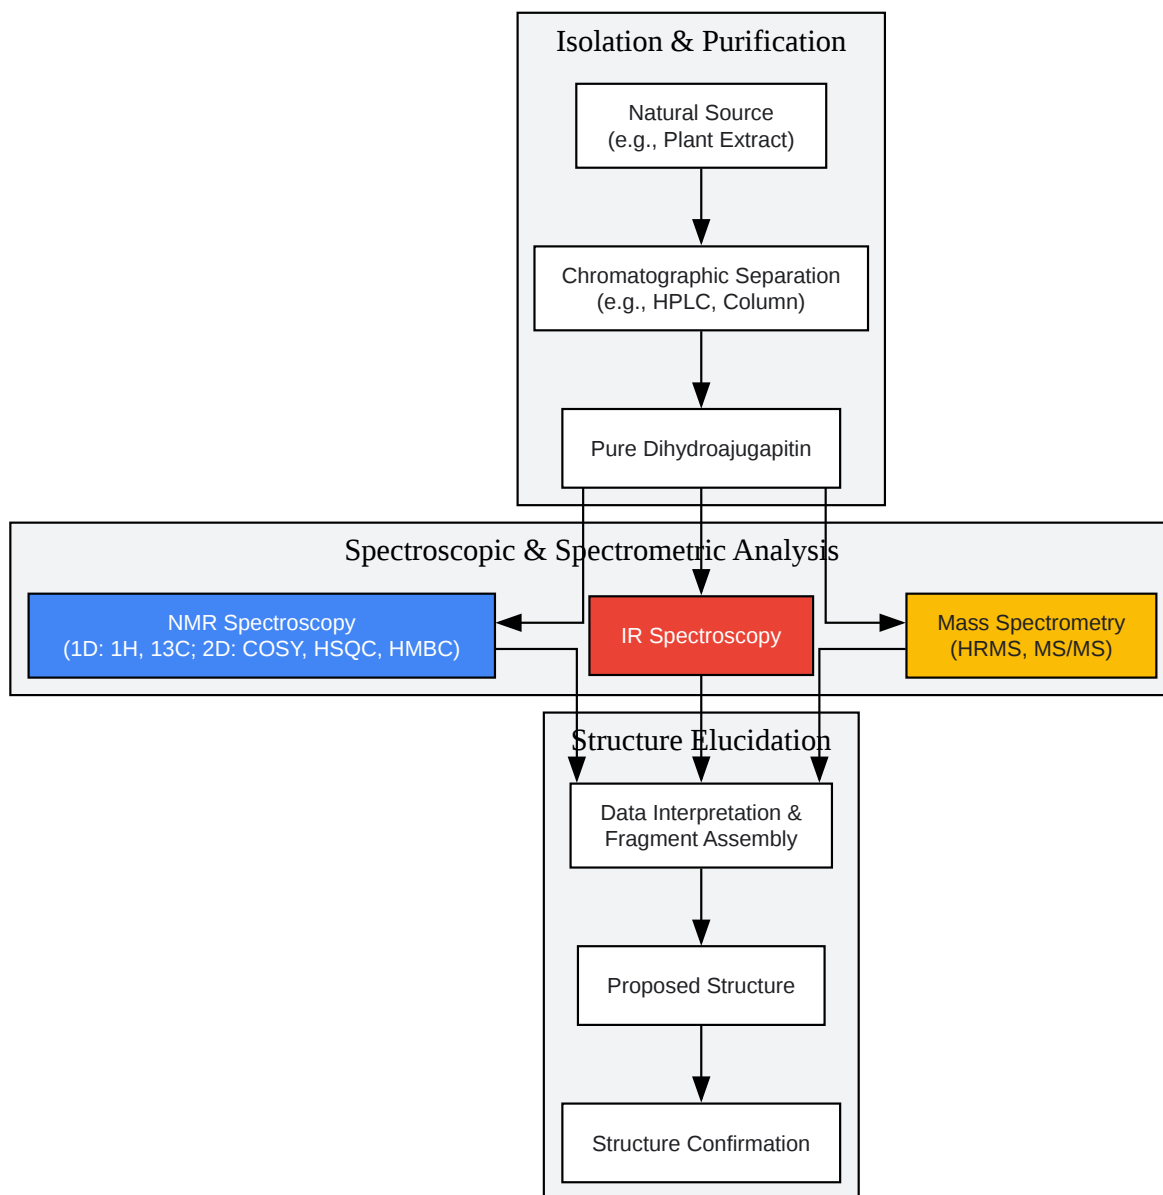 Isolation & Purification
Natural Source
(e.g., Plant Extract)
Chromatographic Separation
(e.g., HPLC, Column)
Pure Dihydroajugapitin
Spectroscopic & Spectrometric Analysis
NMR Spectroscopy
(1D: 1H, 13C; 2D: COSY, HSQC, HMBC)
IR Spectroscopy
Mass Spectrometry
(HRMS, MS/MS)
Structure Elucidation
Data Interpretation &
Fragment Assembly
Proposed Structure
Structure Confirmation